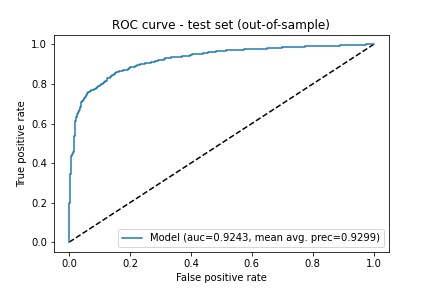 ROC curve - test set (out-of-sample)
1.0
0.8
0.6
0.4
0.2
0.0
True positive rate
Model (auc=0.9243, mean avg. prec=0.9299)
0.0 0.2 0.4 0.6 0.8 1.0
False positive rate